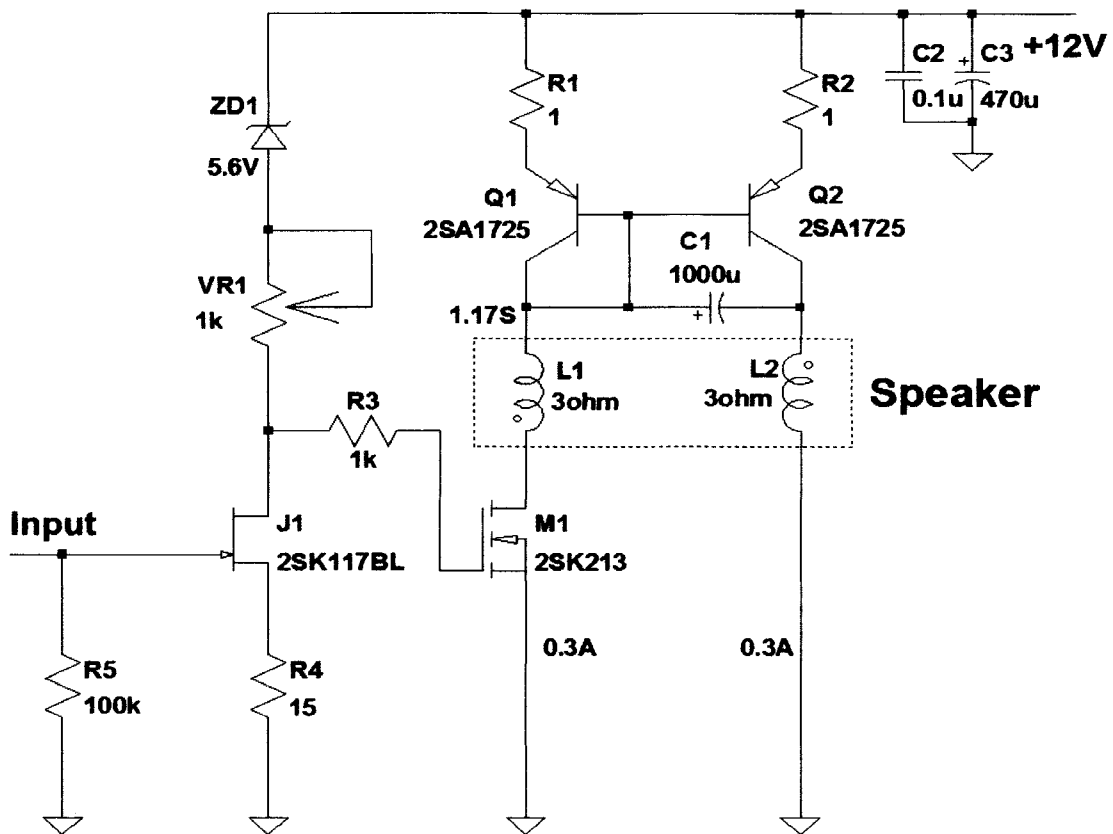 +12V
C2
0.1u
+
C3
470u
R1
1
R2
1
ZD1
5.6V
Q1
2SA1725
Q2
2SA1725
C1
1000u
+
VR1
1k
1.17S
L1
3ohm
L2
3ohm
Speaker
R3
1k
Input
J1
2SK117BL
M1
2SK213
R5
100k
R4
15
0.3A
0.3A